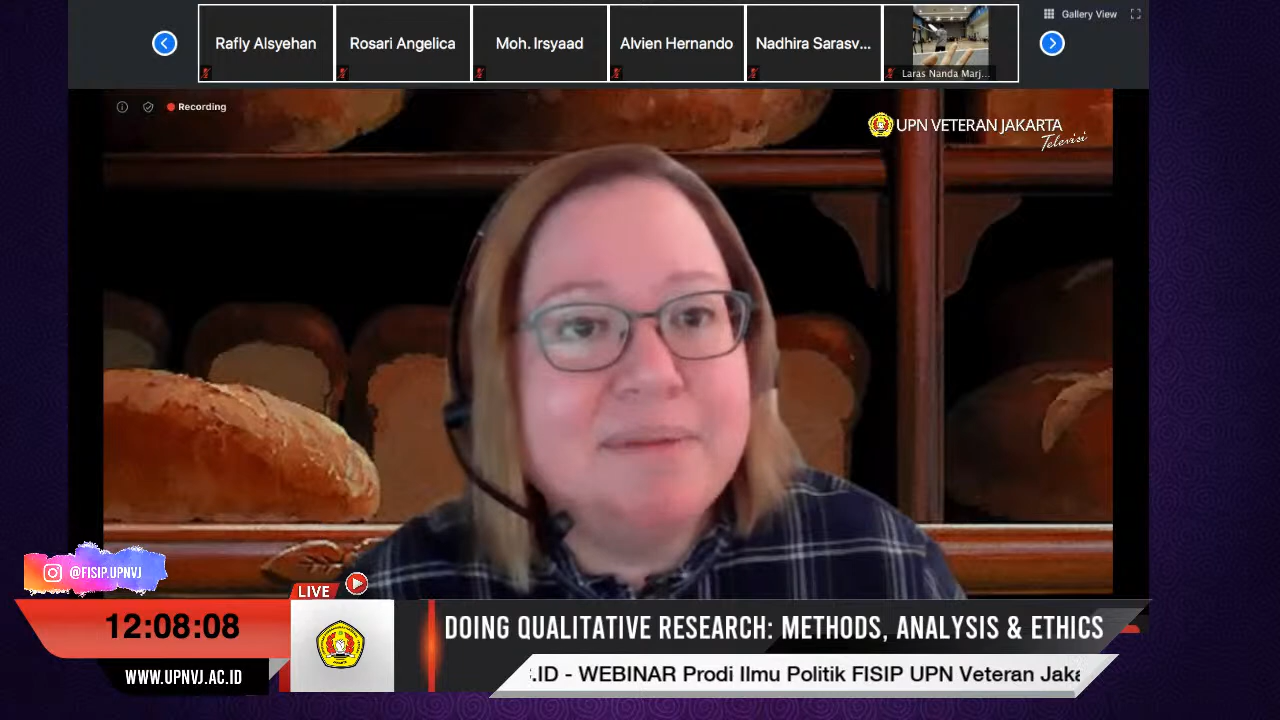 Rafly Alsyehan
Rosari Angelica
Moh. Irsyaad
Alvien Hernando
Nadhira Sarasv...
Laras Nanda Marj...
Gallery View
Recording
UPN VETERAN JAKARTA
Televisi
@FISIP.UPNVJ
LIVE
12:08:08
DOING QUALITATIVE RESEARCH: METHODS, ANALYSIS & ETHICS
WWW.UPNVJ.AC.ID
.ID - WEBINAR Prodi Ilmu Politik FISIP UPN Veteran Jaka